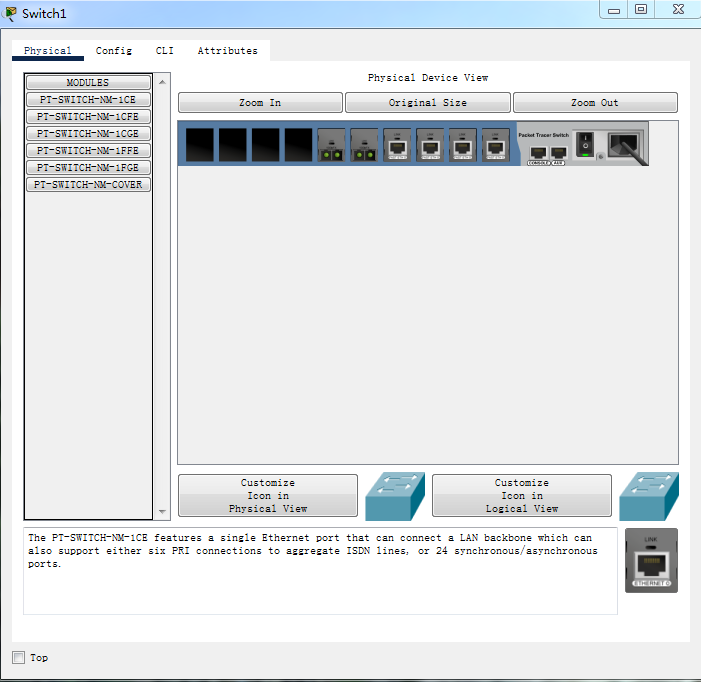 Switch1
Physical Config CLI Attributes
MODULES
PT-SWITCH-NM-1CE
PT-SWITCH-NM-1CFE
PT-SWITCH-NM-1CGE
PT-SWITCH-NM-1FFE
PT-SWITCH-NM-1FGE
PT-SWITCH-NM-COVER
Physical Device View
Zoom In Original Size Zoom Out
Packet Tracer Switch
CONSOLE AUX
Customize
Icon in
Physical View
Customize
Icon in
Logical View
The PT-SWITCH-NM-1CE features a single Ethernet port that can connect a LAN backbone which can
also support either six PRI connections to aggregate ISDN lines, or 24 synchronous/asynchronous
ports.
LINK
ETHERNET 0
Top